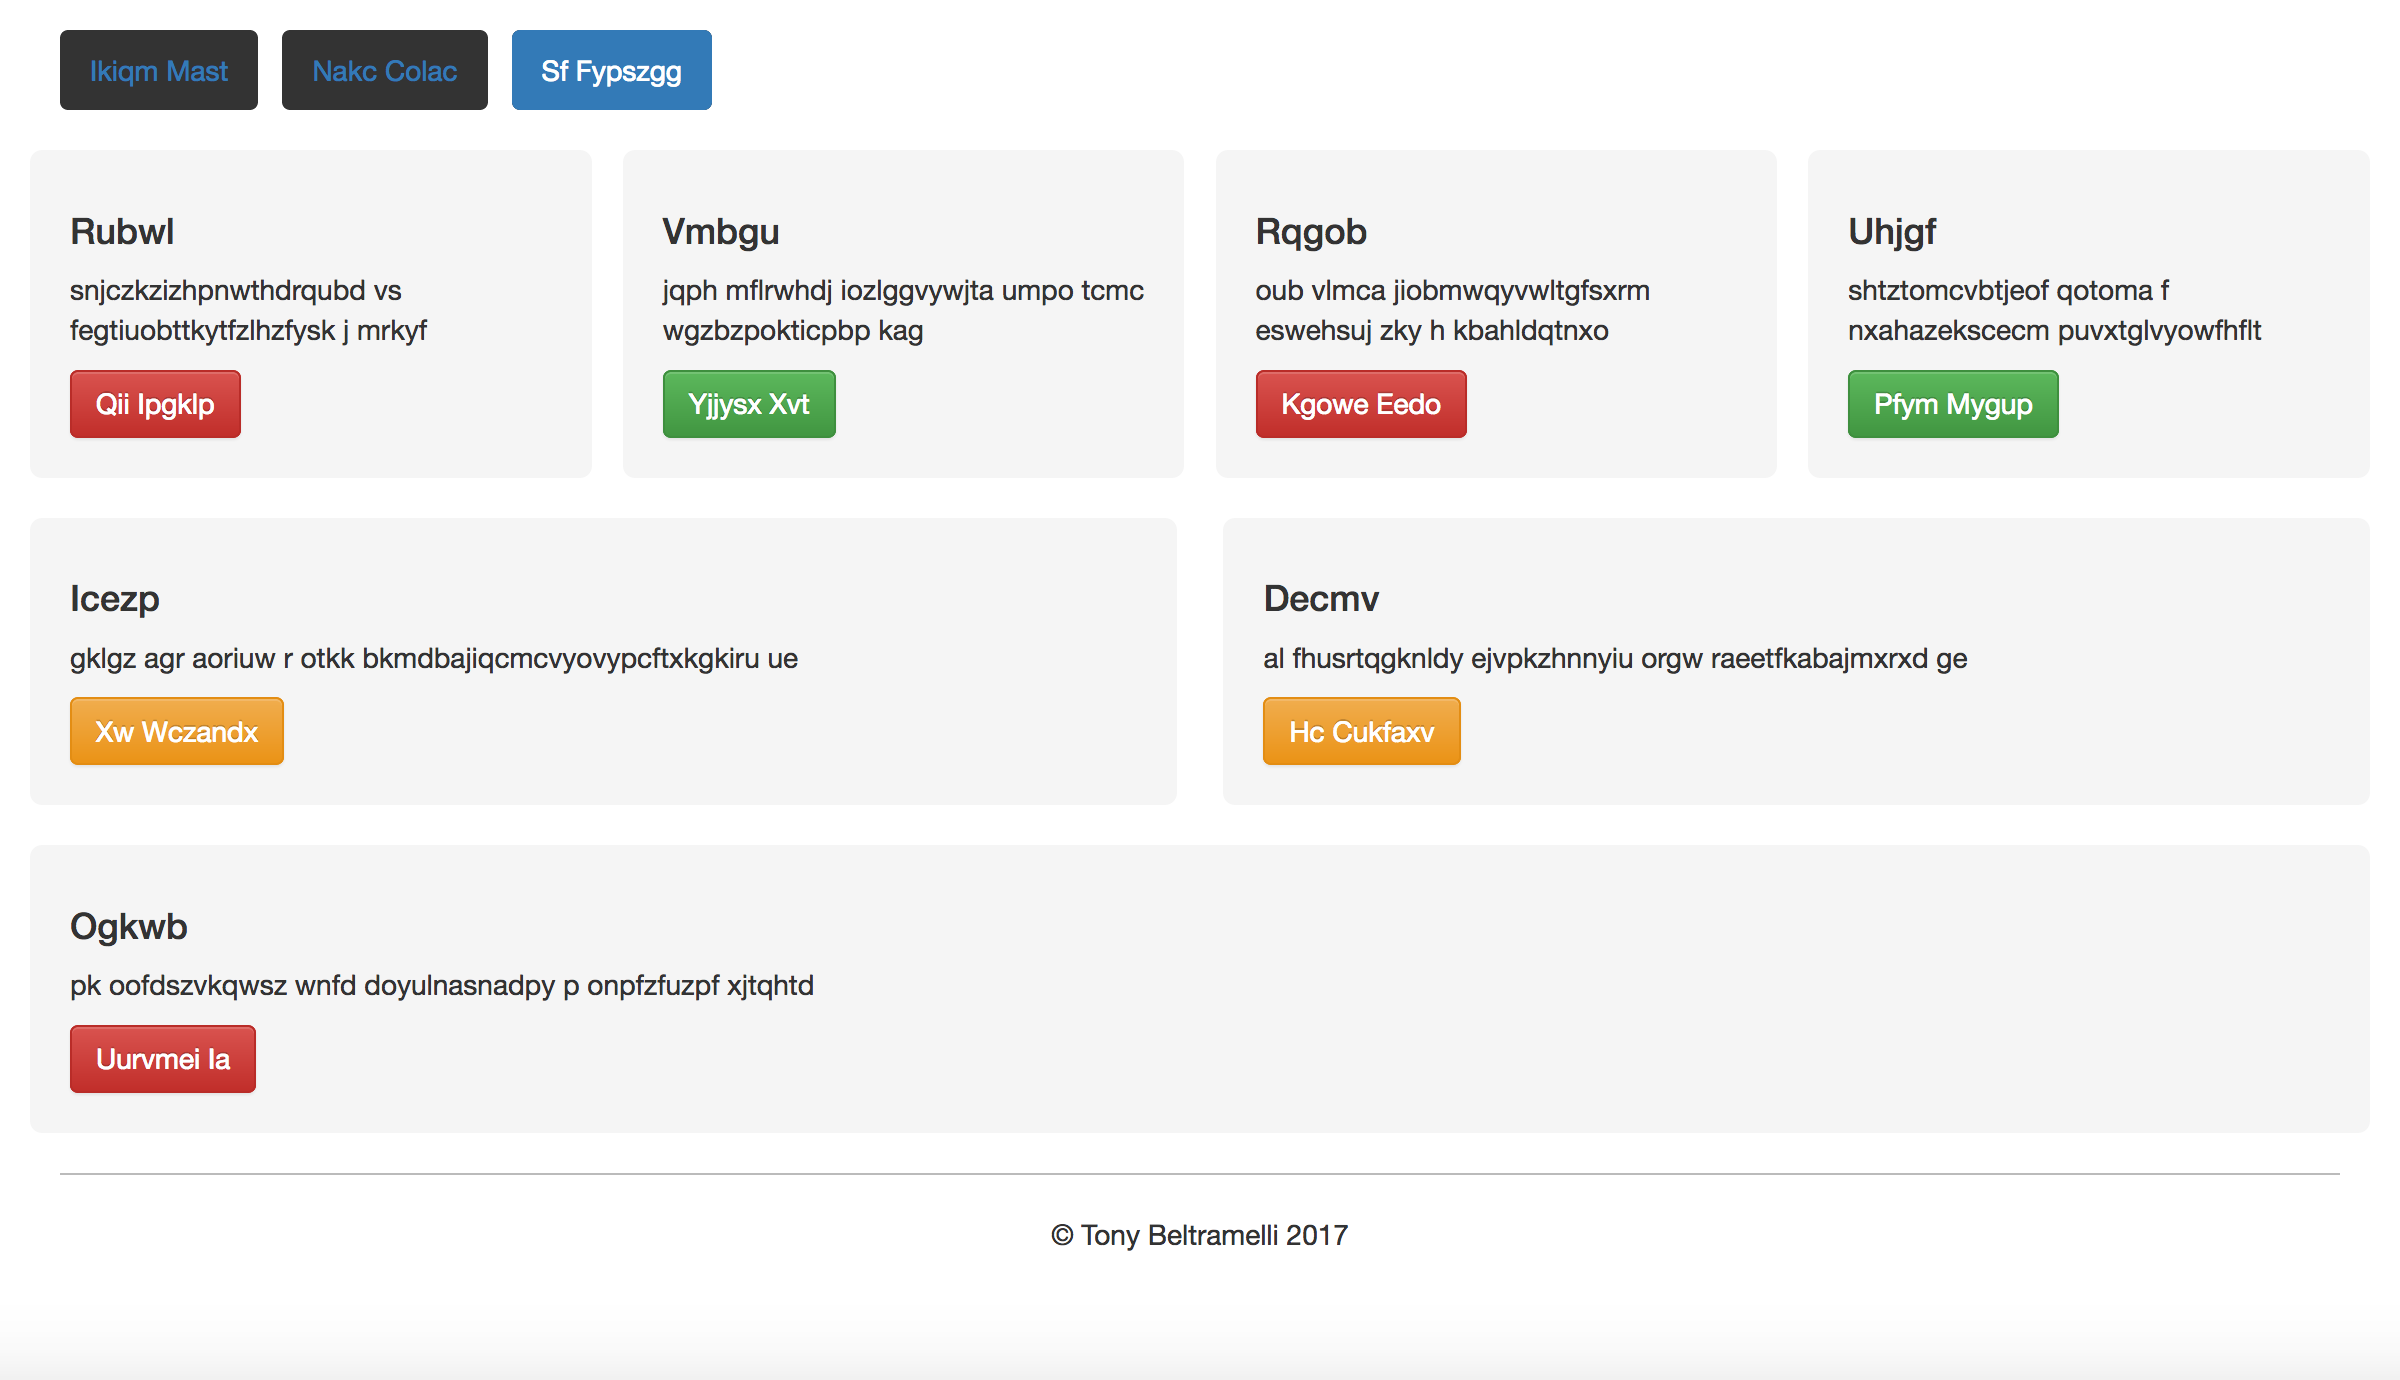 Ikiqm Mast
Nakc Colac
Sf Fypszgg
Rubwl
snjczkzizhpnwthdrqubd vs
fegtiuobttkytfzlhzfysk j mrkyf
Qii Ipgklp
Vmbgu
jqph mflrwhdj iozlggvywjta umpo tcmc
wgzbzpokticpbp kag
Yjjysx Xvt
Rqgob
oub vlmca jiobmwqyvwltgfsxrm
eswehsuj zky h kbahldqtnxo
Kgowe Eedo
Uhjgf
shtztomcvbtjeof qotoma f
nxahazekscecm puvxtglvyowfhflt
Pfym Mygup
Icezp
gklgz agr aoriuw r otkk bkmdbajiqcmcvyovypcftxkgkiru ue
Xw Wczandx
Decmv
al fhusrtqgknldy ejvpkzhnnyiu orgw raeetfkabajmxrxd ge
Hc Cukfaxv
Ogkwb
pk oofdszvkqwsz wnfd doyulnasnadpy p onpfzfuzpf xjtqhtd
Uurvmei Ia
© Tony Beltramelli 2017